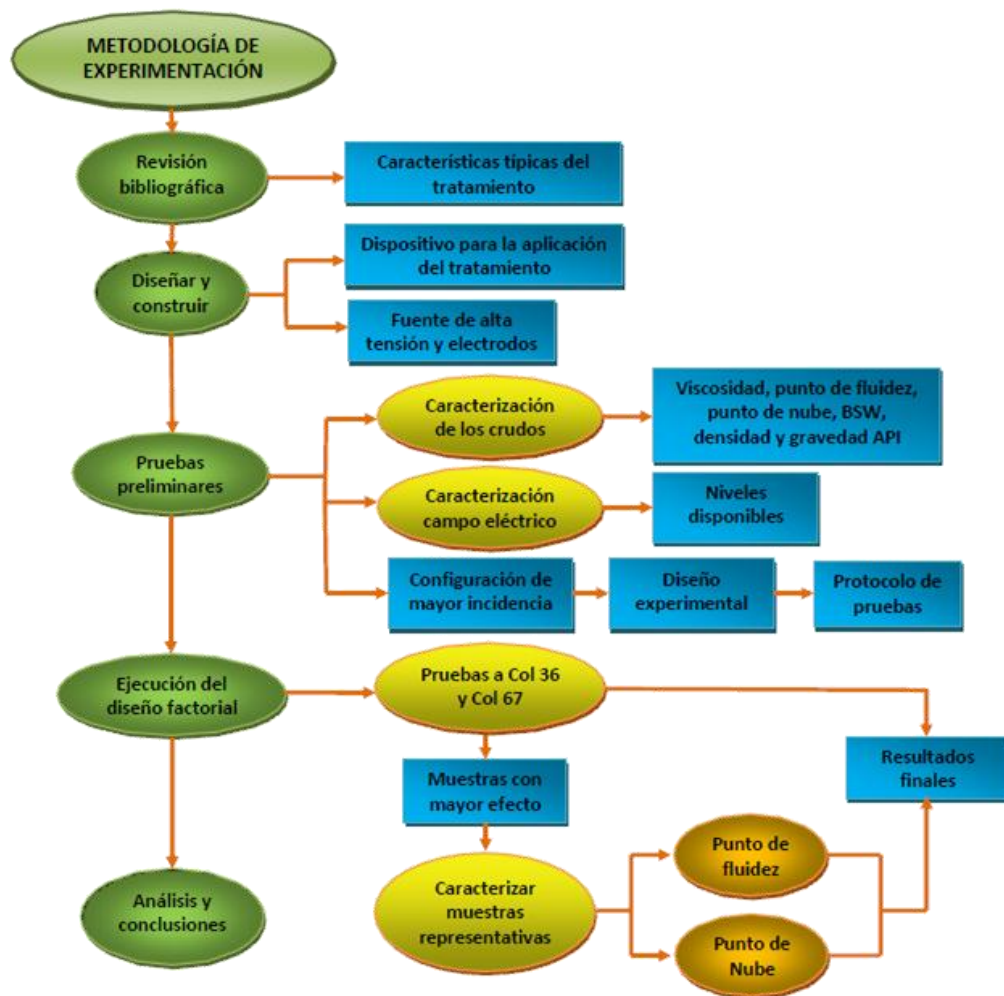 METODOLOGÍA DE
EXPERIMENTACIÓN
Revisión
bibliográfica
Características típicas del
tratamiento
Diseñar y
construir
Dispositivo para la aplicación
del tratamiento
Fuente de alta
tensión y electrodos
Pruebas
preliminares
Caracterización
de los crudos
Viscosidad, punto de fluidez,
punto de nube, BSW,
densidad y gravedad API
Caracterización
campo eléctrico
Niveles
disponibles
Configuración de
mayor incidencia
Diseño
experimental
Protocolo de
pruebas
Ejecución del
diseño factorial
Pruebas a Col 36
y Col 67
Resultados
finales
Muestras con
mayor efecto
Caracterizar
muestras
representativas
Punto de
fluidez
Punto de
Nube
Análisis y
conclusiones